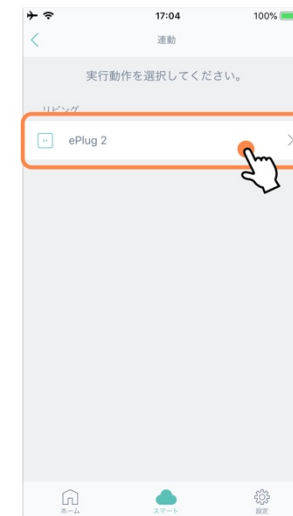 17:04
100%
連動
実行動作を選択してください。
リビング
ePlug 2
ホーム
スマート
設定